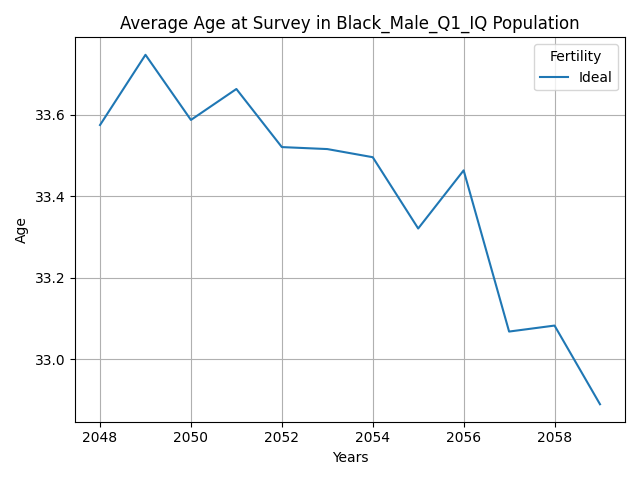 Average Age at Survey in Black_Male_Q1_IQ Population
Fertility
Ideal
33.6
33.4
33.2
33.0
Age
2048
2050
2052
2054
2056
2058
Years